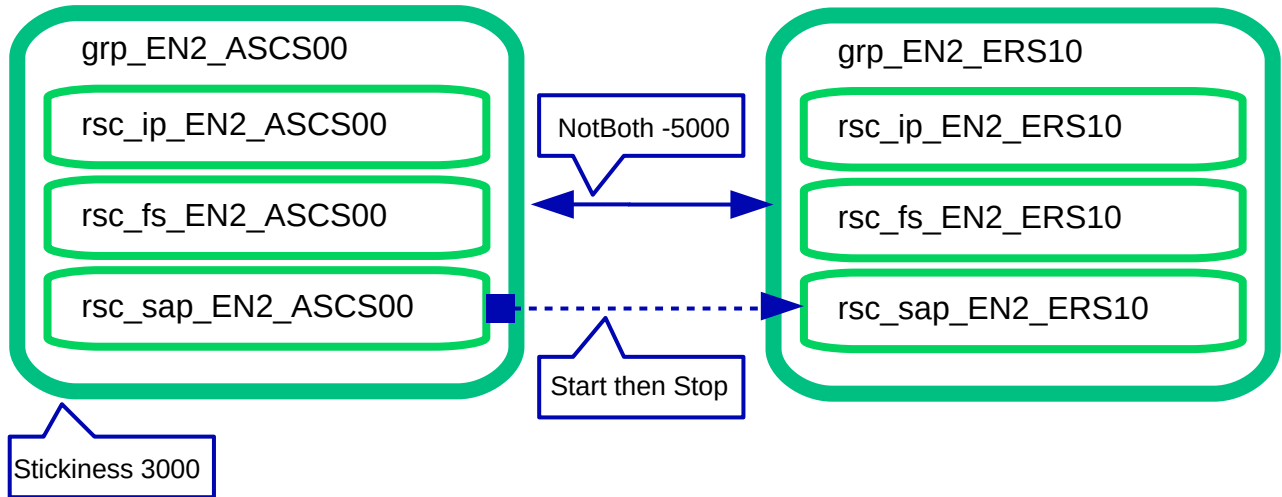 grp_EN2_ASCS00
rsc_ip_EN2_ASCS00
rsc_fs_EN2_ASCS00
rsc_sap_EN2_ASCS00
Stickiness 3000
NotBoth -5000
Start then Stop
grp_EN2_ERS10
rsc_ip_EN2_ERS10
rsc_fs_EN2_ERS10
rsc_sap_EN2_ERS10